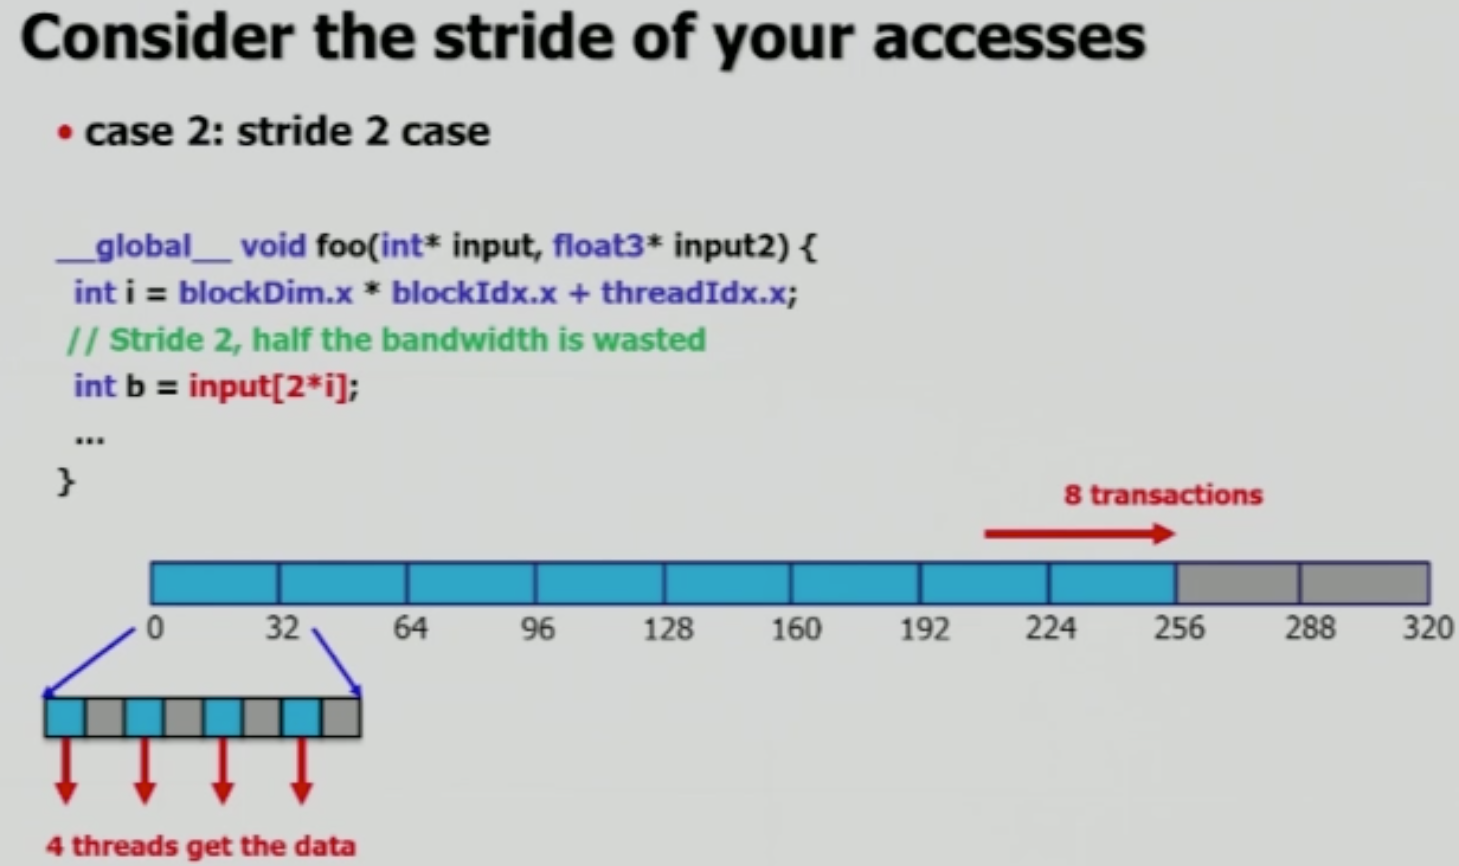 Consider the stride of your accesses
• case 2: stride 2 case
__global__ void foo(int* input, float3* input2) {
int i = blockDim.x * blockIdx.x + threadIdx.x;
// Stride 2, half the bandwidth is wasted
int b = input[2*i];
...
}
8 transactions
0 32 64 96 128 160 192 224 256 288 320
4 threads get the data